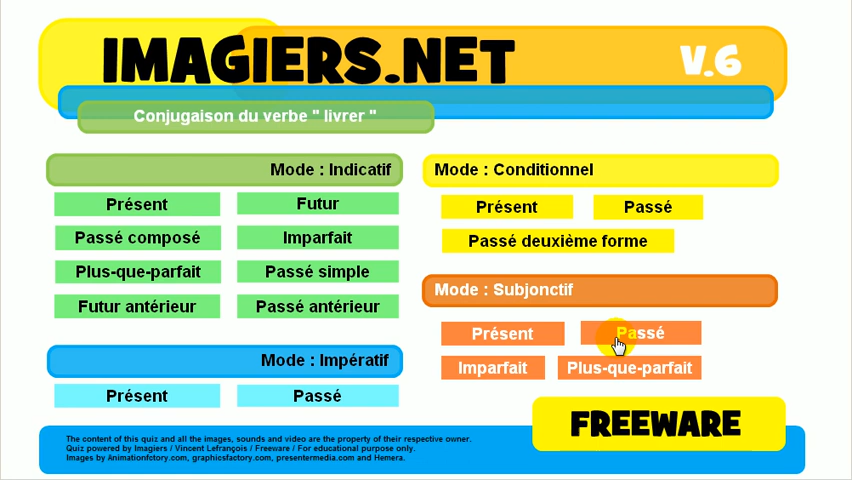 IMAGIERS.NET
V.6
Conjugaison du verbe " livrer "
Mode : Indicatif
Présent
Futur
Passé composé
Imparfait
Plus-que-parfait
Passé simple
Futur antérieur
Passé antérieur
Mode : Impératif
Présent
Passé
Mode : Conditionnel
Présent
Passé
Passé deuxième forme
Mode : Subjonctif
Présent
Passé
Imparfait
Plus-que-parfait
FREEWARE
The content of this quiz and all the images, sounds and video are the property of their respective owner.
Quiz powered by Imagiers / Vincent Lefrançois / Freeware / For educational purpose only.
Images by Animationfctory.com, graphicsfactory.com, presentermedia.com and Hemera.